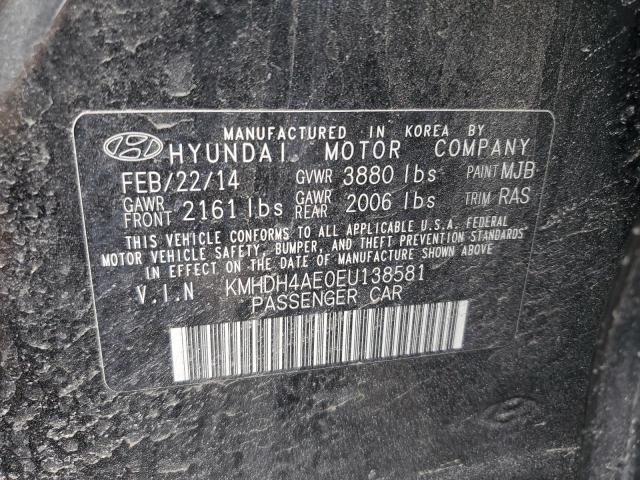 MANUFACTURED IN KOREA BY
HYUNDAI MOTOR COMPANY
FEB/22/14 GVWR 3880 lbs PAINT MJB
GAWR FRONT 2161 lbs GAWR REAR 2006 lbs TRIM RAS
THIS VEHICLE CONFORMS TO ALL APPLICABLE U.S.A. FEDERAL
MOTOR VEHICLE SAFETY, BUMPER, AND THEFT PREVENTION STANDARDS
IN EFFECT ON THE DATE OF MANUFACTURE SHOWN ABOVE
V.I.N KMHDH4AE0EU138581
PASSENGER CAR